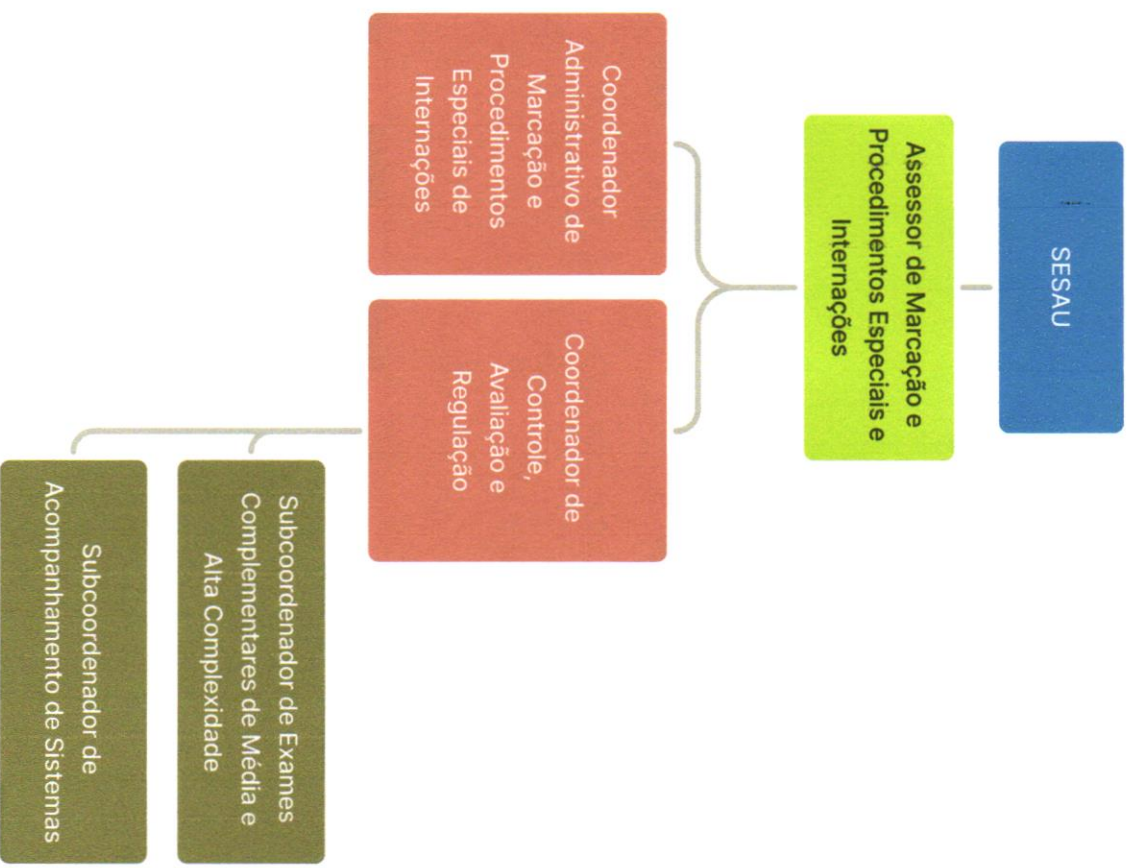 SESAU
Assessor de Marcação e
Procedimentos Especiais e
Internações
Coordenador
Administrativo de
Marcação e
Procedimentos
Especiais de
Internações
Coordenador de
Controle,
Avaliação e
Regulação
Subcoordenador de Exames
Complementares de Média e
Alta Complexidade
Subcoordenador de
Acompanhamento de Sistemas